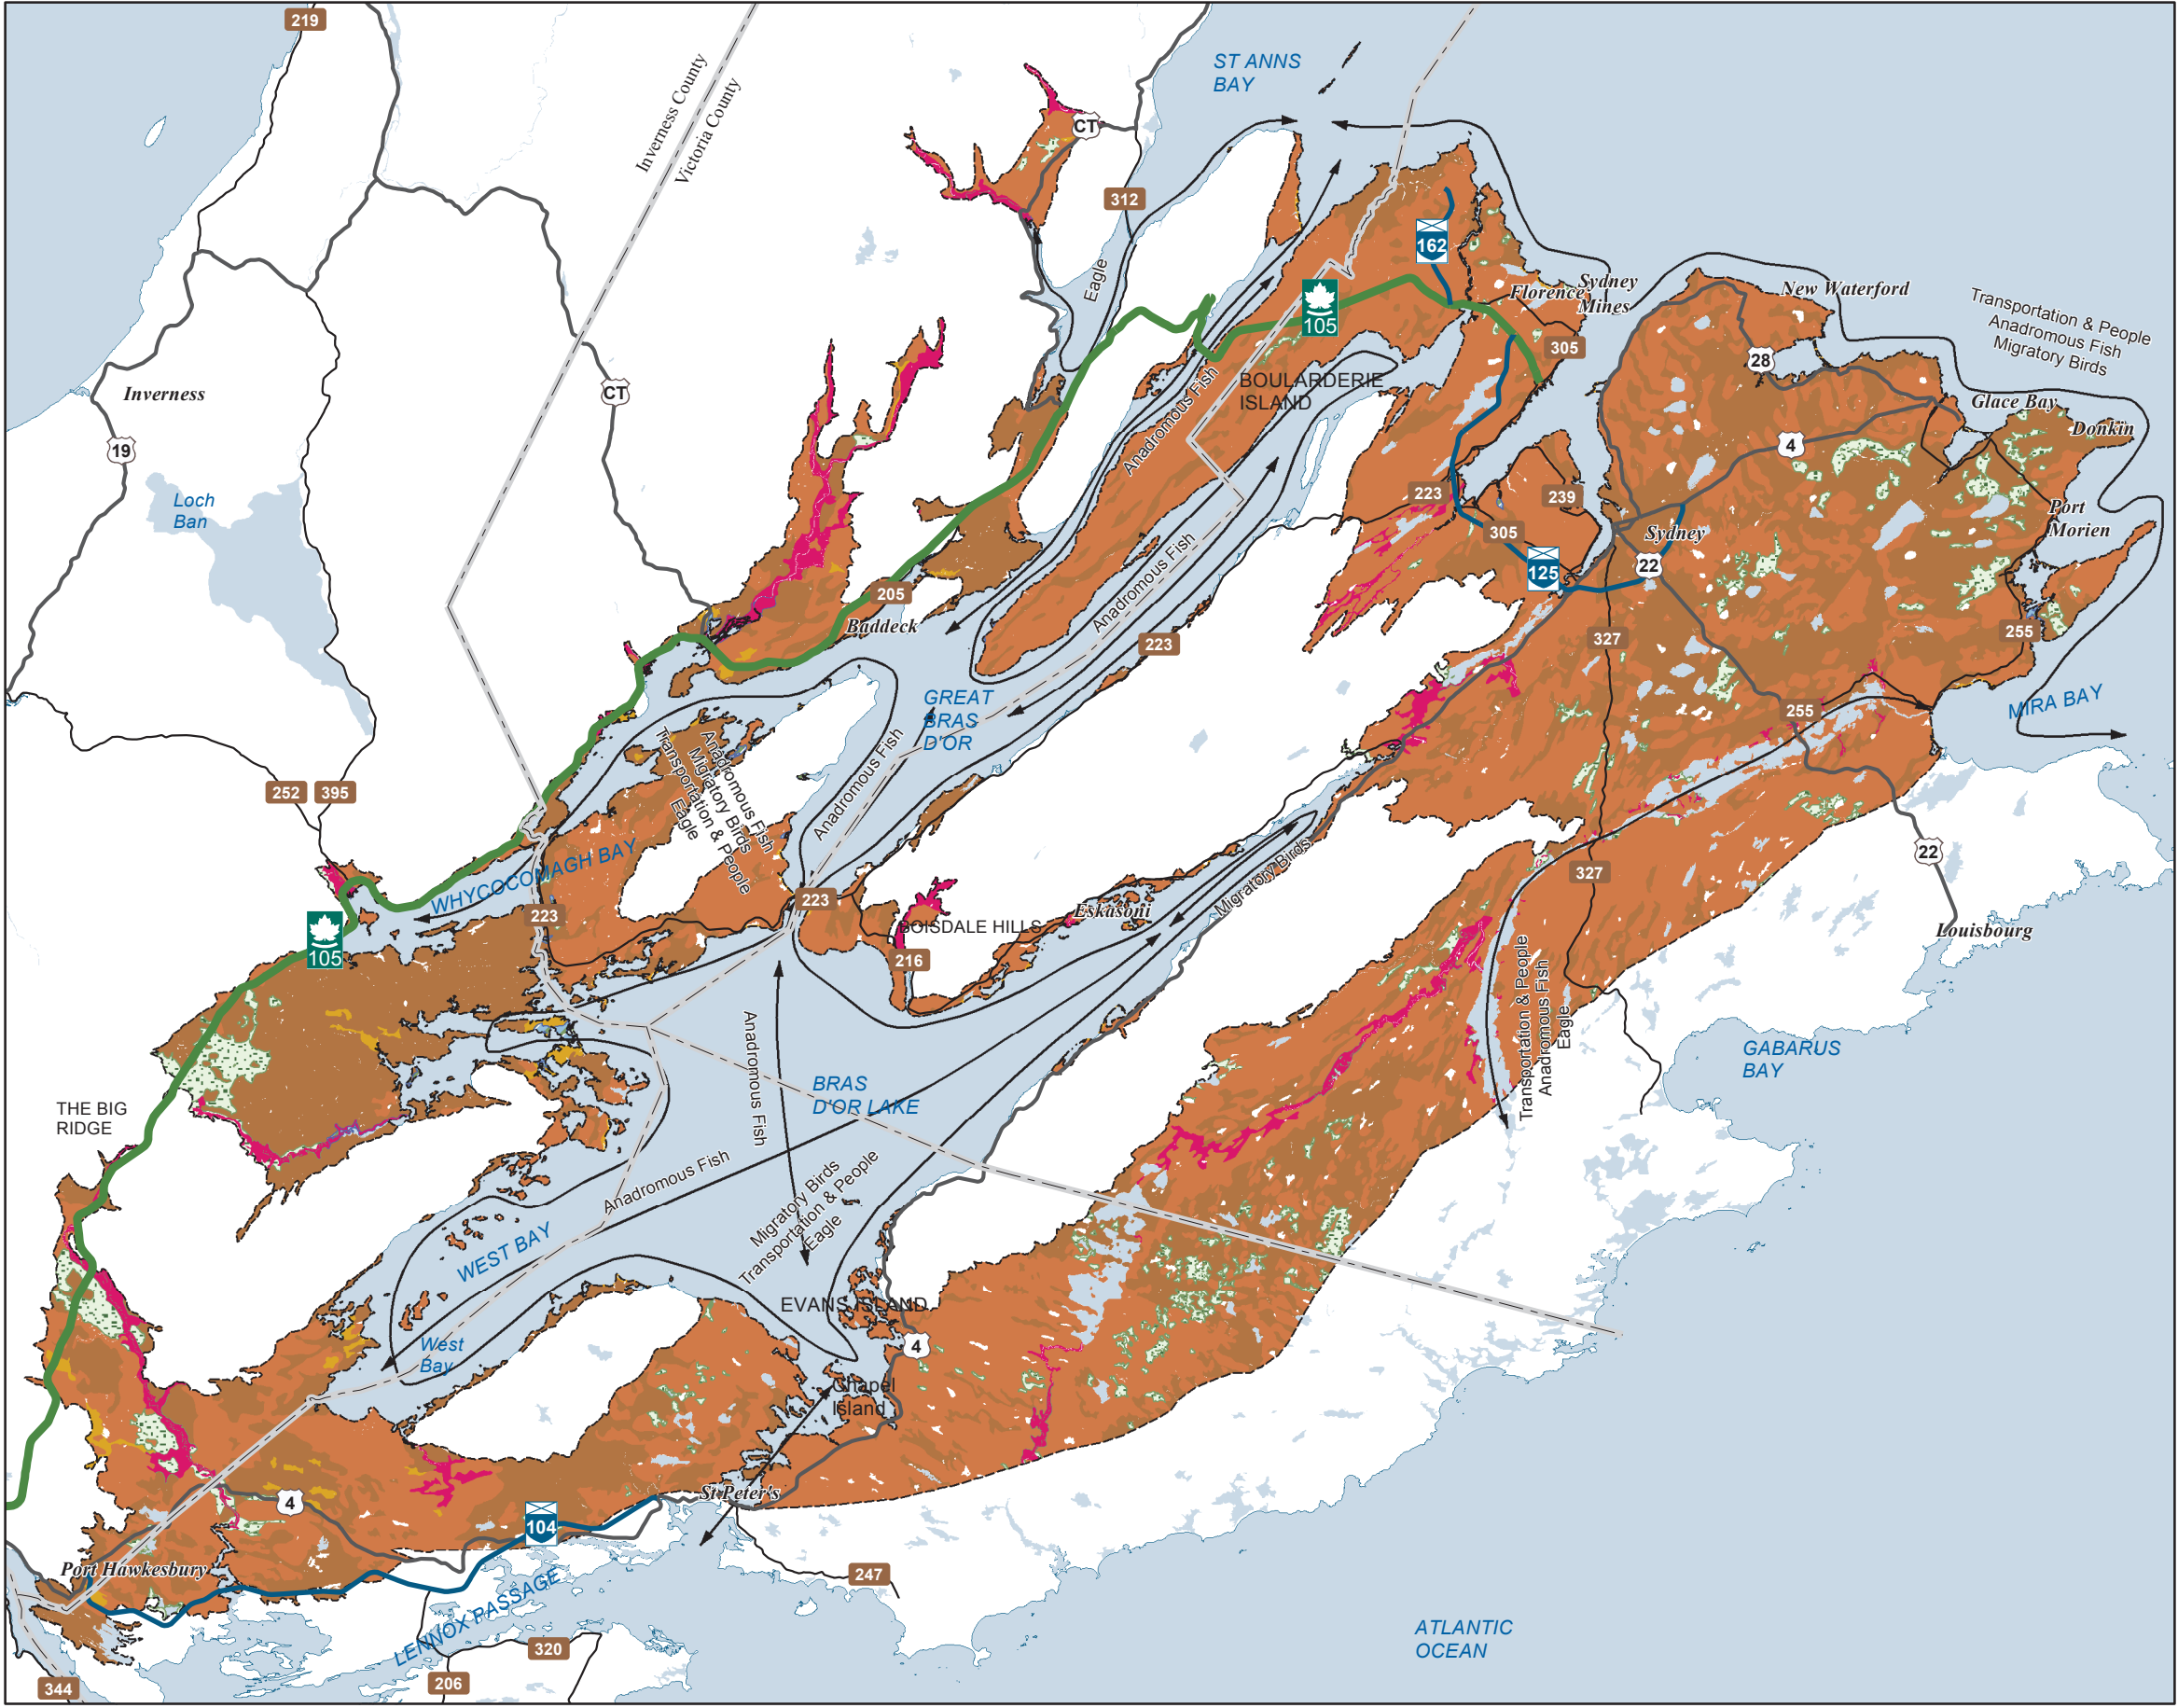 219
ST ANNS
BAY
Inverness County
Victoria County
CT
312
162
Eagle
105
Florence
Sydney
Mines
New Waterford
Transportation & People
Anadromous Fish
Migratory Birds
305
28
CT
Inverness
BOULARDERIE
ISLAND
Glace Bay
Donkin
19
4
Anadromous Fish
Loch
Ban
223
239
Port
Morien
305
Sydney
125
22
205
Anadromous Fish
Baddeck
223
327
255
GREAT
BRAS
D'OR
255
MIRA BAY
Anadromous Fish
Migratory Birds
Transportation & People
Eagle
Anadromous Fish
252
395
WHYCOCOMAGH BAY
22
327
Migratory Birds
223
223
Eskasoni
BOISDALE HILLS
Louisbourg
105
216
Transportation & People
Anadromous Fish
Eagle
Anadromous Fish
GABARUS
BAY
BRAS
D'OR LAKE
THE BIG
RIDGE
Anadromous Fish
Migratory Birds
Transportation & People
Eagle
WEST BAY
EVANS ISLAND
West
Bay
4
Chapel
Island
St Peter's
4
104
Port Hawkesbury
247
LENNOX PASSAGE
ATLANTIC
OCEAN
320
206
344